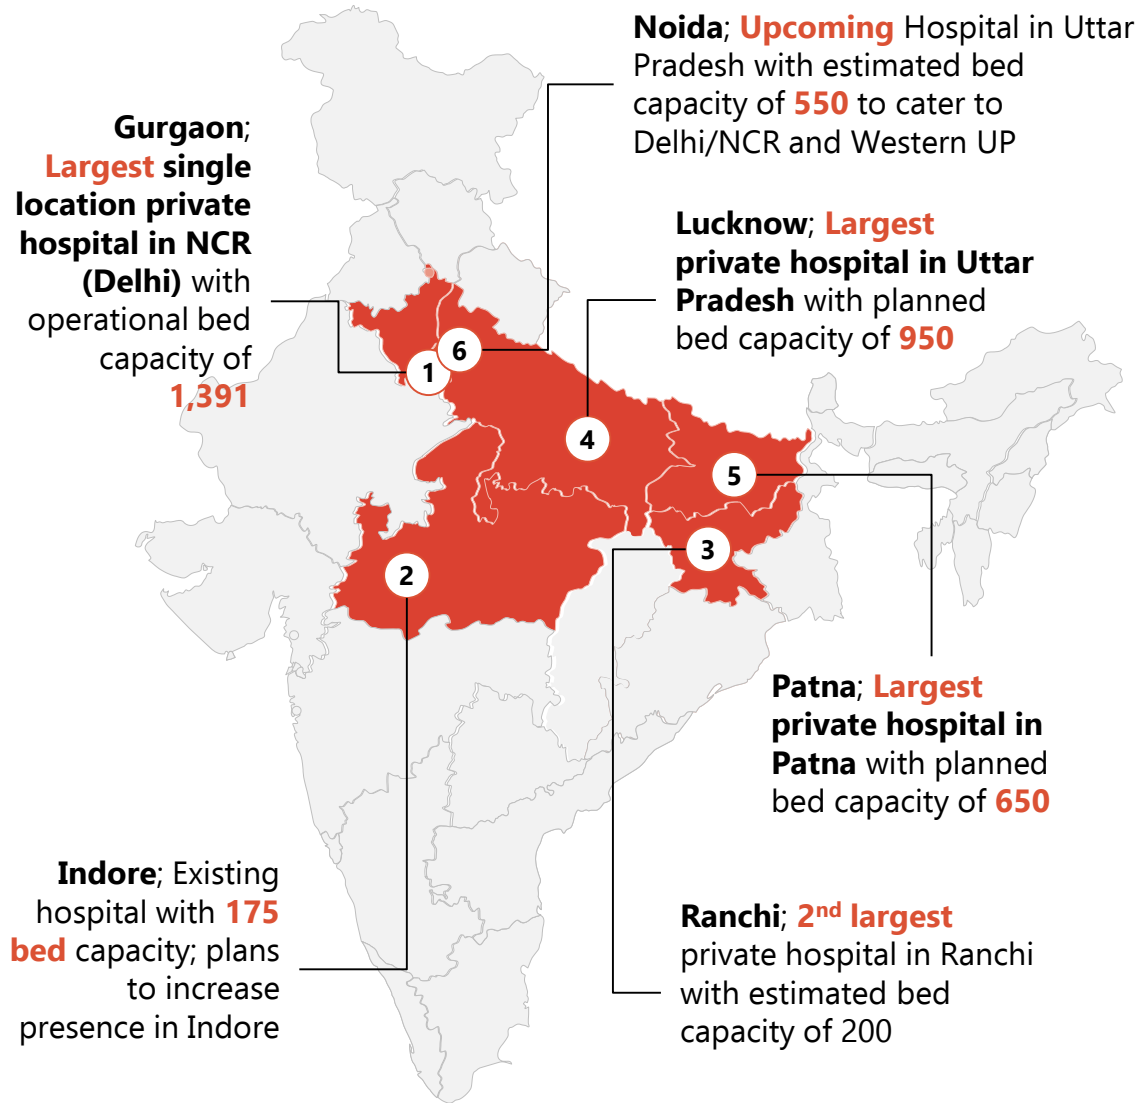 Noida; Upcoming Hospital in Uttar
Pradesh with estimated bed
capacity of 550 to cater to
Delhi/NCR and Western UP
Gurgaon;
Largest single
location private
hospital in NCR
(Delhi) with
operational bed
capacity of
1,391
Lucknow; Largest
private hospital in Uttar
Pradesh with planned
bed capacity of 950
6
1
4
5
3
2
Patna; Largest
private hospital in
Patna with planned
bed capacity of 650
Indore; Existing
hospital with 175
bed capacity; plans
to increase
presence in Indore
Ranchi; 2nd largest
private hospital in Ranchi
with estimated bed
capacity of 200